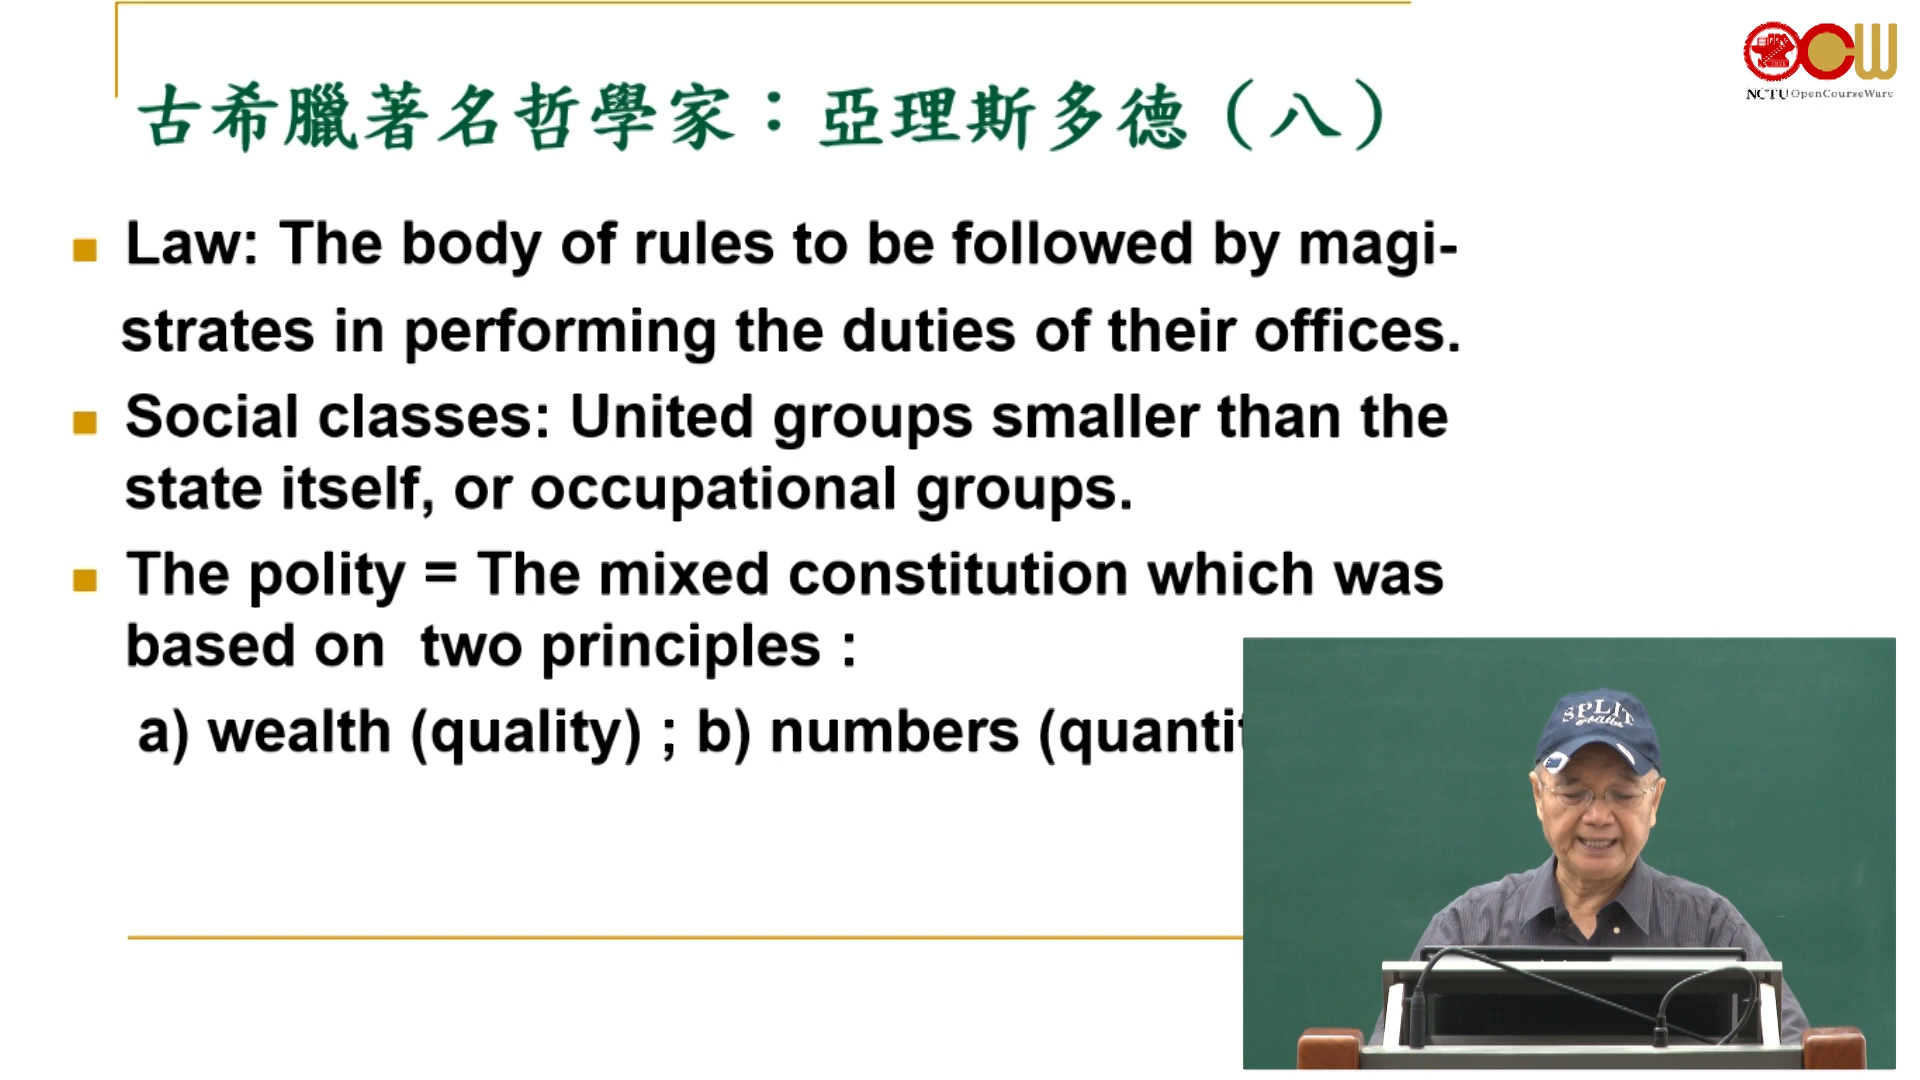 古希臘著名哲學家：亞理斯多德（八）
NCTU OpenCourseWare
Law: The body of rules to be followed by magi-
strates in performing the duties of their offices.
Social classes: United groups smaller than the
state itself, or occupational groups.
The polity = The mixed constitution which was
based on two principles :
a) wealth (quality) ; b) numbers (quantit
SPLIT